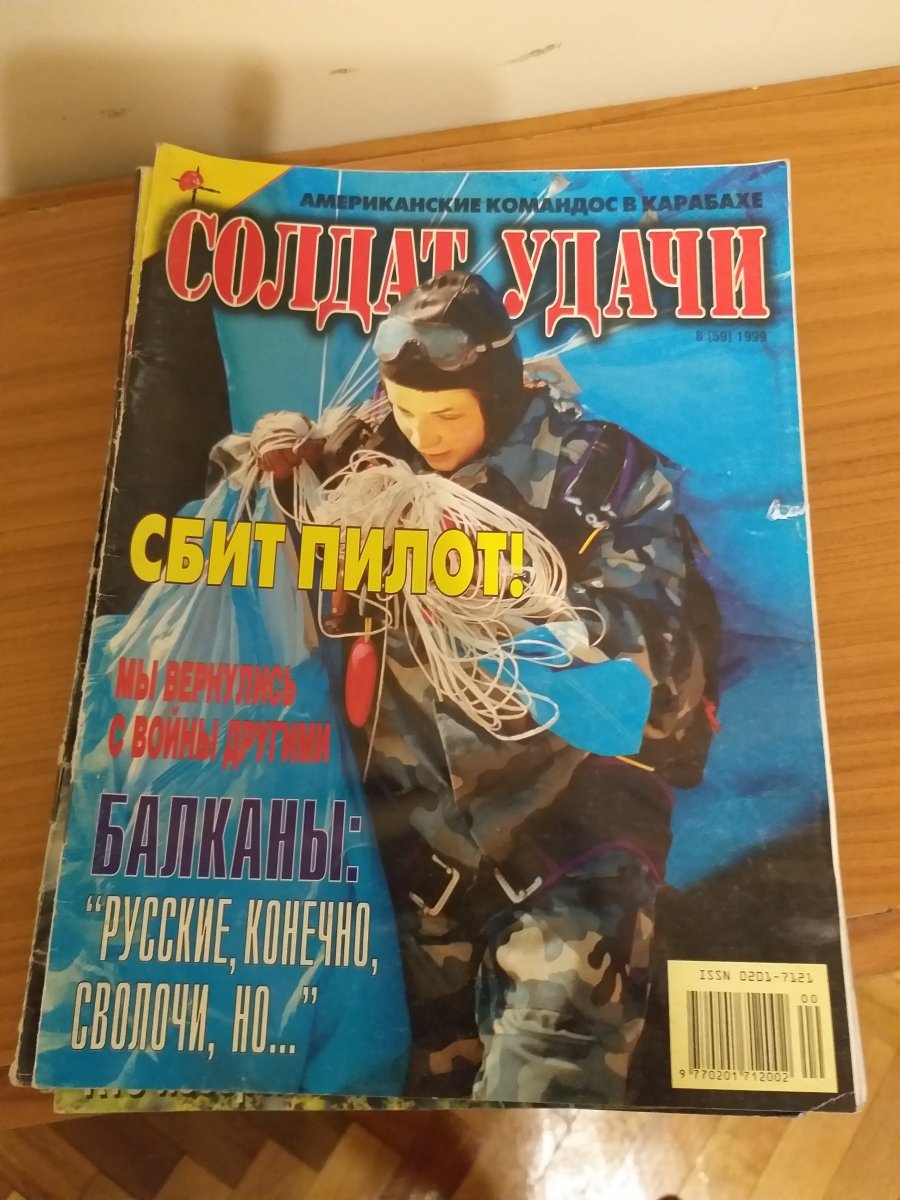 АМЕРИКАНСКИЕ КОМАНДОС В КАРАБАХЕ
СОЛДАТ УДАЧИ
8 [59] 1999
СБИТ ПИЛОТ!
МЫ ВЕРНУЛИСЬ
С ВОЙНЫ ДРУГИМИ
БАЛКАНЫ:
“РУССКИЕ, КОНЕЧНО,
СВОЛОЧИ, НО...”
ISSN 0201-7121
00
9 770201 712002